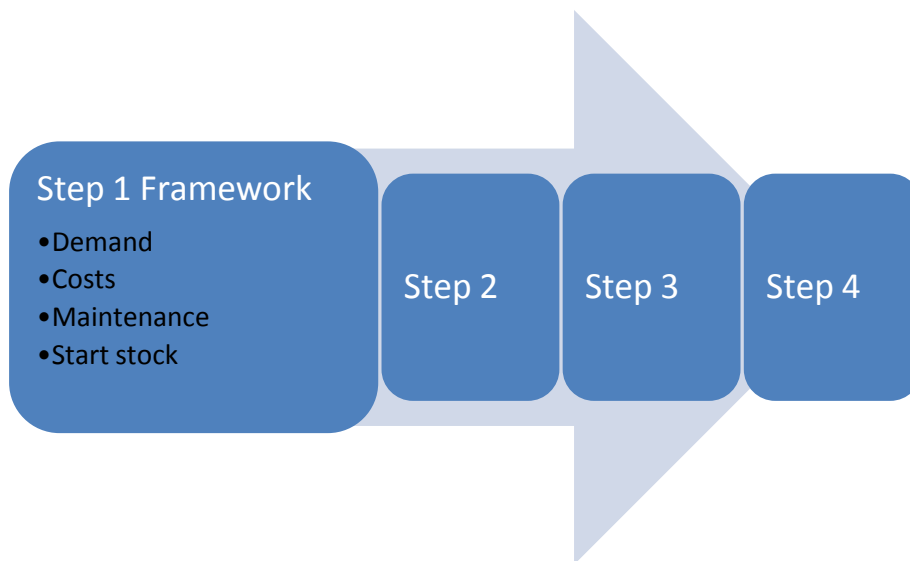 Step 1 Framework
•Demand
•Costs
•Maintenance
•Start stock
Step 2
Step 3
Step 4